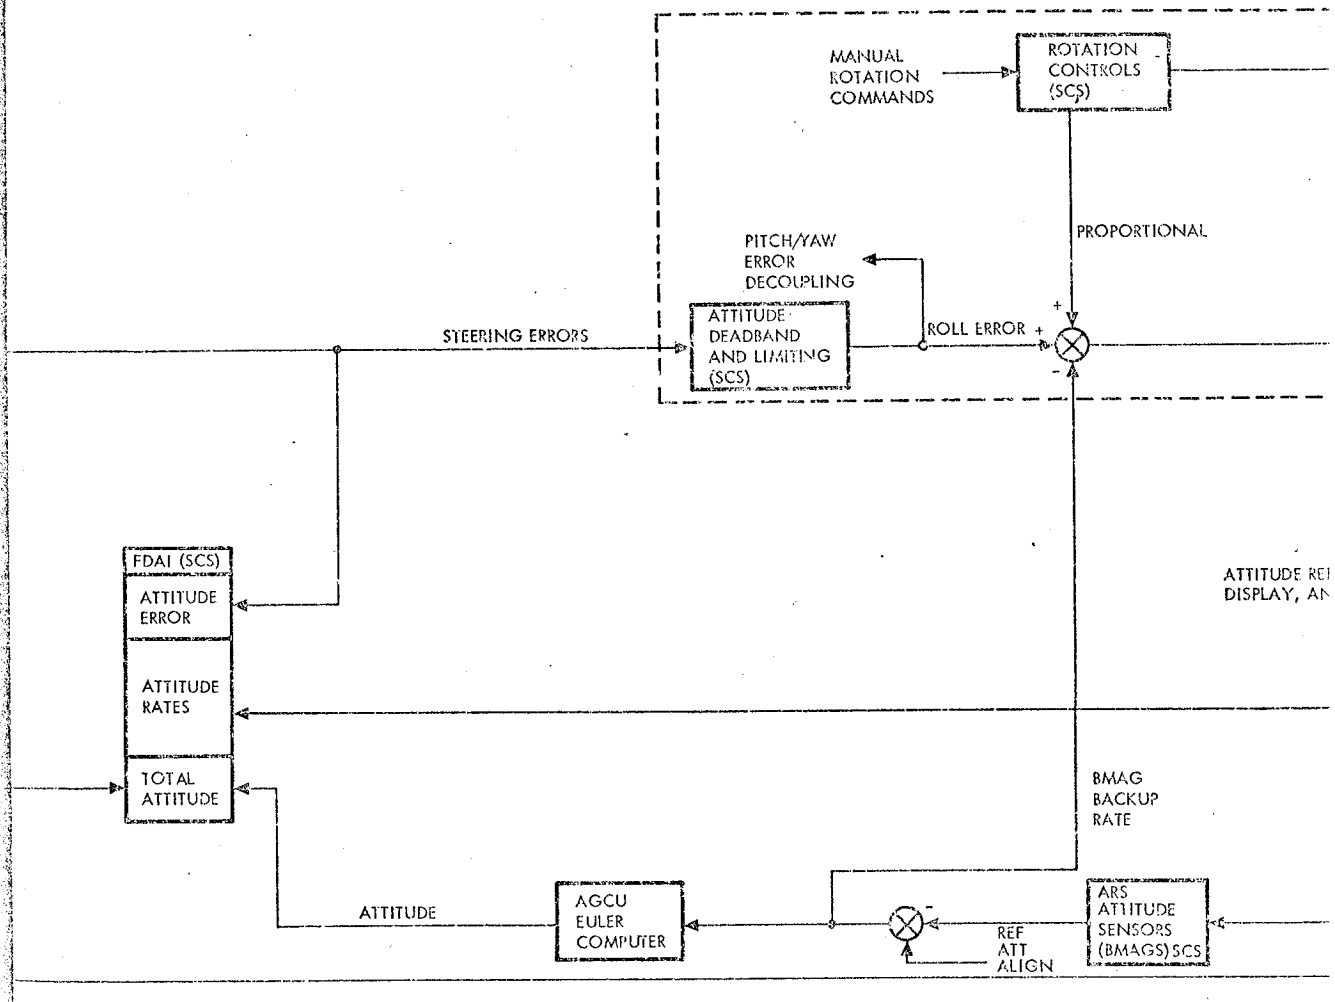 MANUAL
ROTATION
COMMANDS
ROTATION
CONTROLS
(SCS)
PROPORTIONAL
PITCH/YAW
ERROR
DECOUPLING
+
STEERING ERRORS
ATTITUDE
DEADBAND
AND LIMITING
(SCS)
ROLL ERROR +
-
FDAI (SCS)
ATTITUDE
ERROR
ATTITUDE
RATES
TOTAL
ATTITUDE
ATTITUDE
DISPLAY,
BMAG
BACKUP
RATE
ATTITUDE
AGCU
EULER
COMPUTER
-
REF
ATT
ALIGN
ARS
ATTITUDE
SENSORS
(BMAGS) SCS